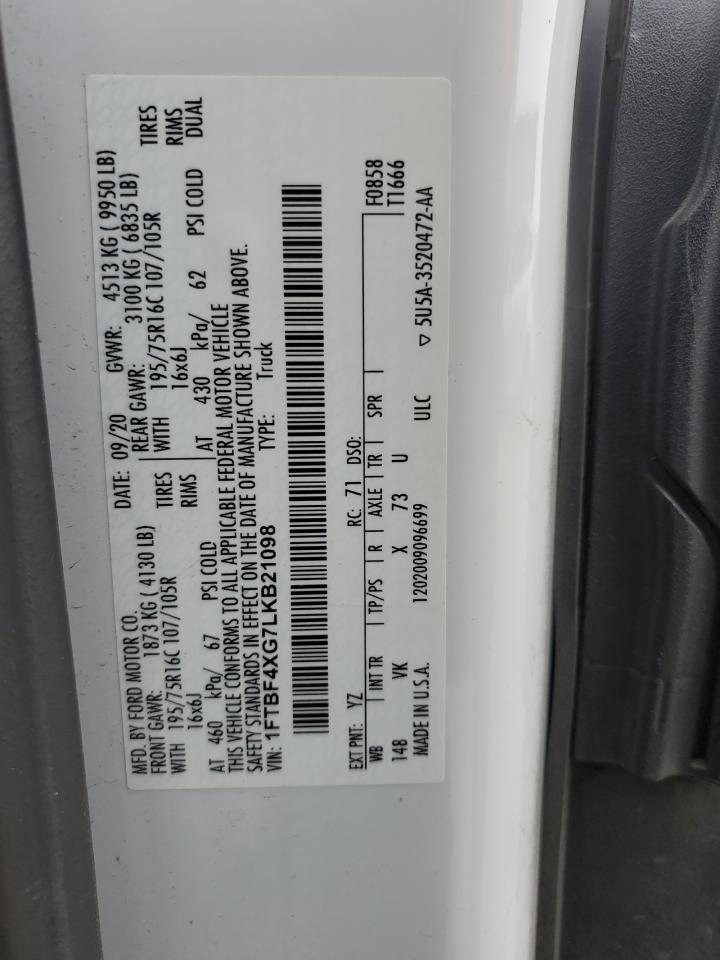 MFD. BY FORD MOTOR CO.
DATE: 09/20 GVWR: 4513 KG ( 9950 LB)
FRONT GAWR: 1873 KG ( 4130 LB) REAR GAWR: 3100 KG ( 6835 LB)
WITH 195/75R16C 107/105R TIRES WITH 195/75R16C 107/105R TIRES
16x6J RIMS 16x6J RIMS
AT 460 kPa/ 67 PSI COLD AT 430 kPa/ 62 PSI COLD DUAL
THIS VEHICLE CONFORMS TO ALL APPLICABLE FEDERAL MOTOR VEHICLE
SAFETY STANDARDS IN EFFECT ON THE DATE OF MANUFACTURE SHOWN ABOVE.
VIN: 1FTBF4XG7LKB21098 TYPE: Truck
EXT PNT: YZ RC: 71 DSO: F0858
WB INT TR TP/PS R AXLE TR SPR T1666
148 VK X 73 U
MADE IN U.S.A. 1202009096699 ULC ▽ 5U5A-3520472-AA